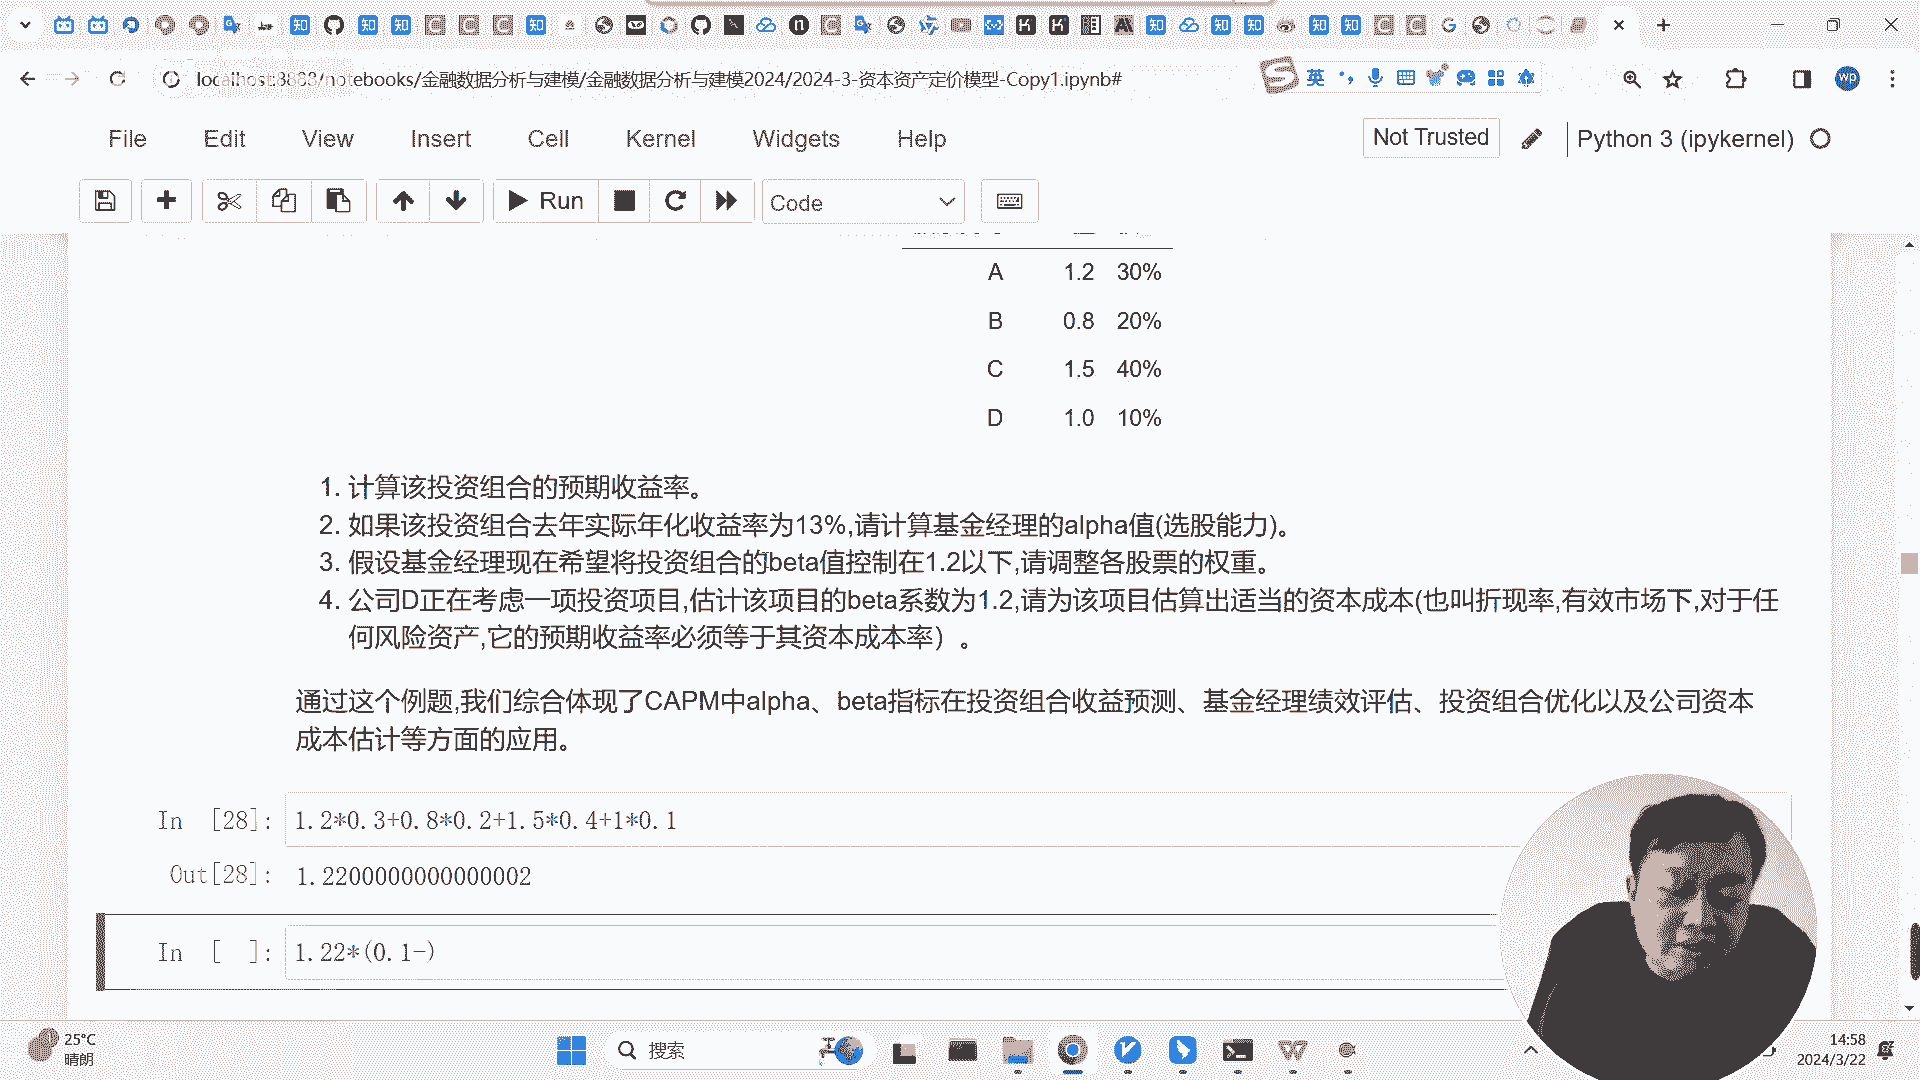 localhost:8888/notebooks/金融数据分析与建模/金融数据分析与建模2024/2024-3-资本资产定价模型-Copy1.ipynb#
英
wp
File Edit View Insert Cell Kernel Widgets Help
Not Trusted
Python 3 (ipykernel)
Run
Code
A 1.2 30%
B 0.8 20%
C 1.5 40%
D 1.0 10%
1. 计算该投资组合的预期收益率。
2. 如果该投资组合去年实际年化收益率为13%,请计算基金经理的alpha值(选股能力)。
3. 假设基金经理现在希望将投资组合的beta值控制在1.2以下,请调整各股票的权重。
4. 公司D正在考虑一项投资项目,估计该项目的beta系数为1.2,请为该项目估算出适当的资本成本(也叫折现率,有效市场下,对于任
何风险资产,它的预期收益率必须等于其资本成本率）。
通过这个例题,我们综合体现了CAPM中alpha、beta指标在投资组合收益预测、基金经理绩效评估、投资组合优化以及公司资本
成本估计等方面的应用。
In [28]: 1.2*0.3+0.8*0.2+1.5*0.4+1*0.1
Out[28]: 1.2200000000000002
In [ ]: 1.22*(0.1-)
25°C
晴朗
搜索
14:58
2024/3/22